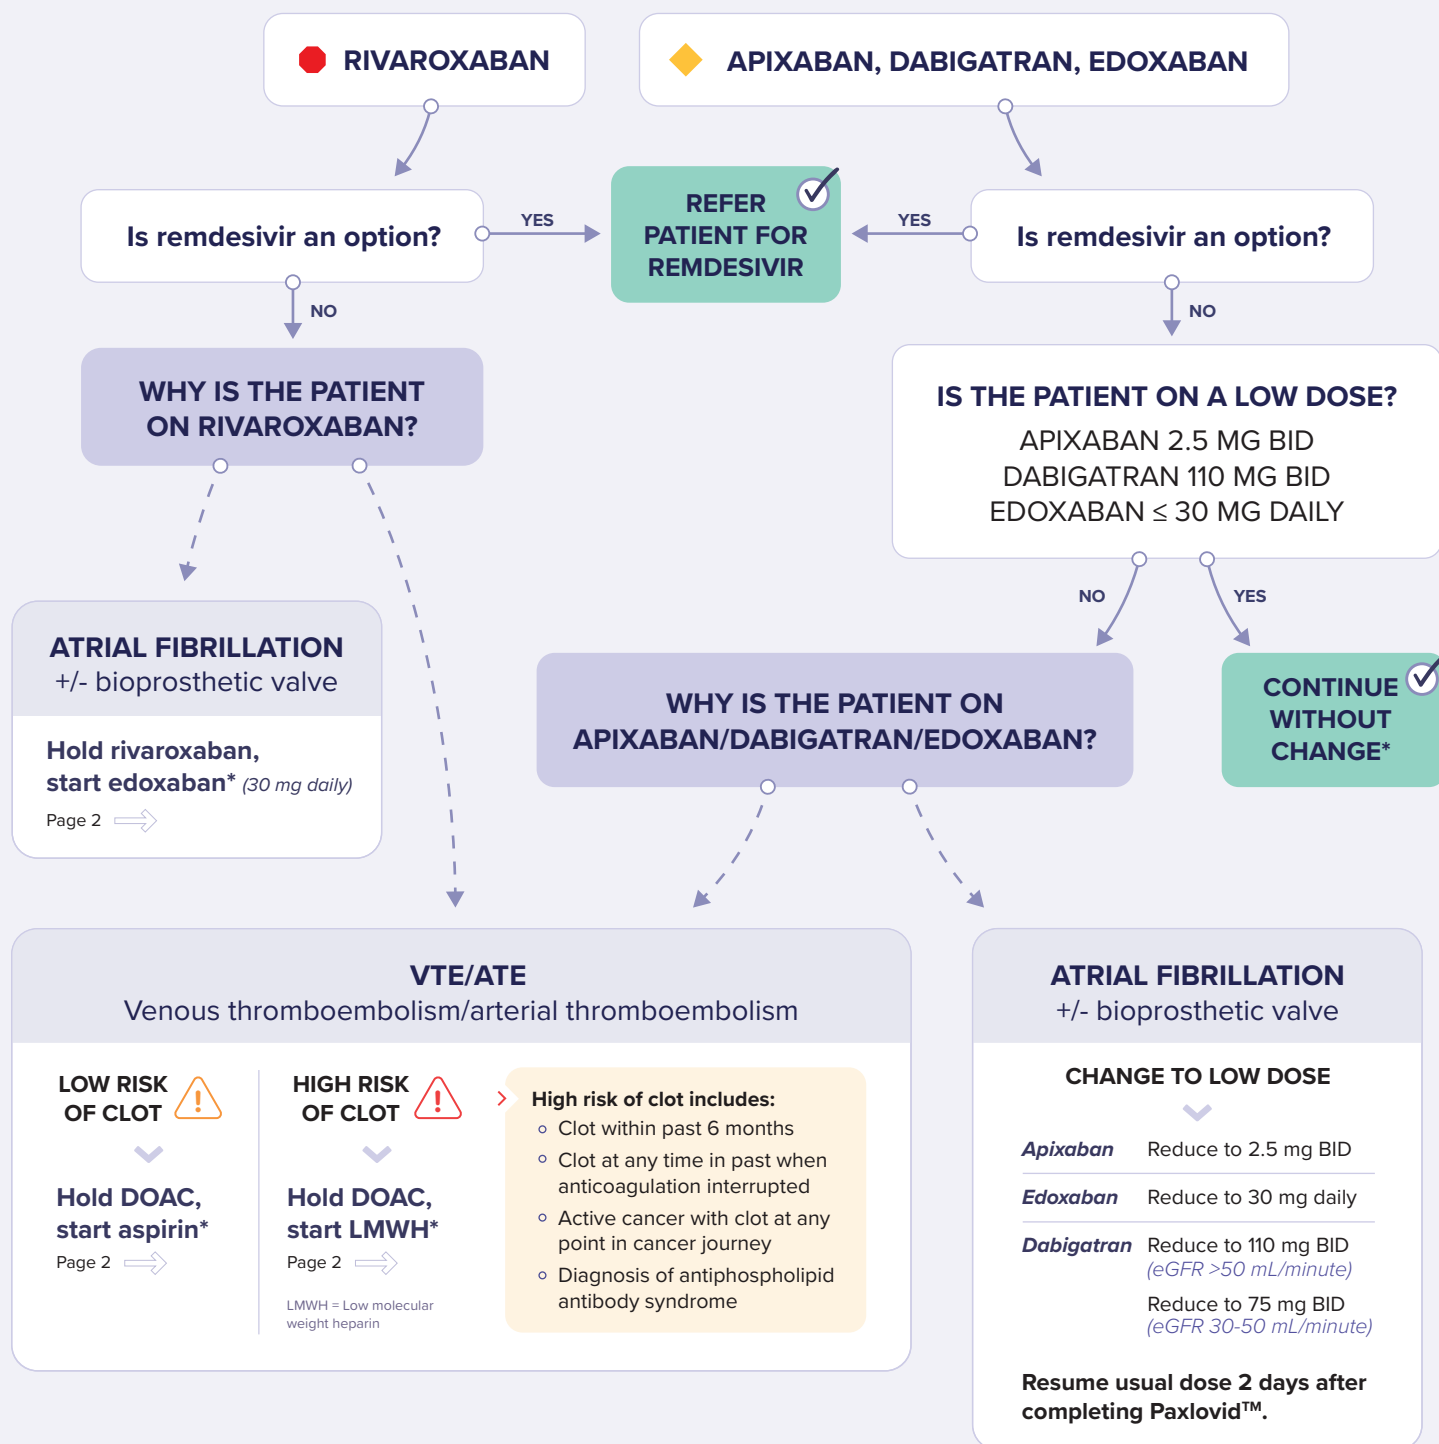 RIVAROXABAN
APIXABAN, DABIGATRAN, EDOXABAN
Is remdesivir an option?
YES
REFER
PATIENT FOR
REMDESIVIR
YES
Is remdesivir an option?
NO
NO
WHY IS THE PATIENT
ON RIVAROXABAN?
IS THE PATIENT ON A LOW DOSE?
APIXABAN 2.5 MG BID
DABIGATRAN 110 MG BID
EDOXABAN ≤ 30 MG DAILY
NO
YES
ATRIAL FIBRILLATION
+/- bioprosthetic valve
Hold rivaroxaban,
start edoxaban* (30 mg daily)
Page 2
WHY IS THE PATIENT ON
APIXABAN/DABIGATRAN/EDOXABAN?
CONTINUE
WITHOUT
CHANGE*
VTE/ATE
Venous thromboembolism/arterial thromboembolism
LOW RISK
OF CLOT
Hold DOAC,
start aspirin*
Page 2
HIGH RISK
OF CLOT
Hold DOAC,
start LMWH*
Page 2
LMWH = Low molecular
weight heparin
High risk of clot includes:
Clot within past 6 months
Clot at any time in past when
anticoagulation interrupted
Active cancer with clot at any
point in cancer journey
Diagnosis of antiphospholipid
antibody syndrome
ATRIAL FIBRILLATION
+/- bioprosthetic valve
CHANGE TO LOW DOSE
Apixaban Reduce to 2.5 mg BID
Edoxaban Reduce to 30 mg daily
Dabigatran Reduce to 110 mg BID
(eGFR >50 mL/minute)
Reduce to 75 mg BID
(eGFR 30-50 mL/minute)
Resume usual dose 2 days after
completing Paxlovid™.